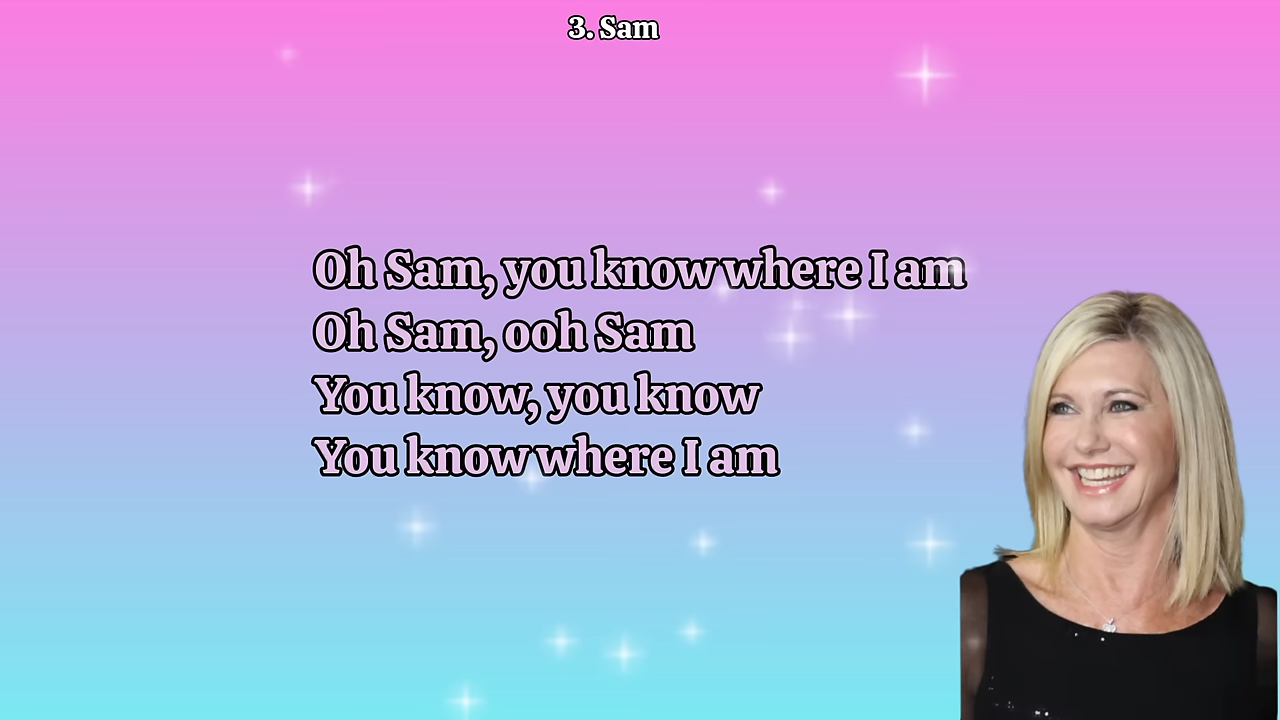 3. Sam
Oh Sam, you know where I am
Oh Sam, ooh Sam
You know, you know
You know where I am